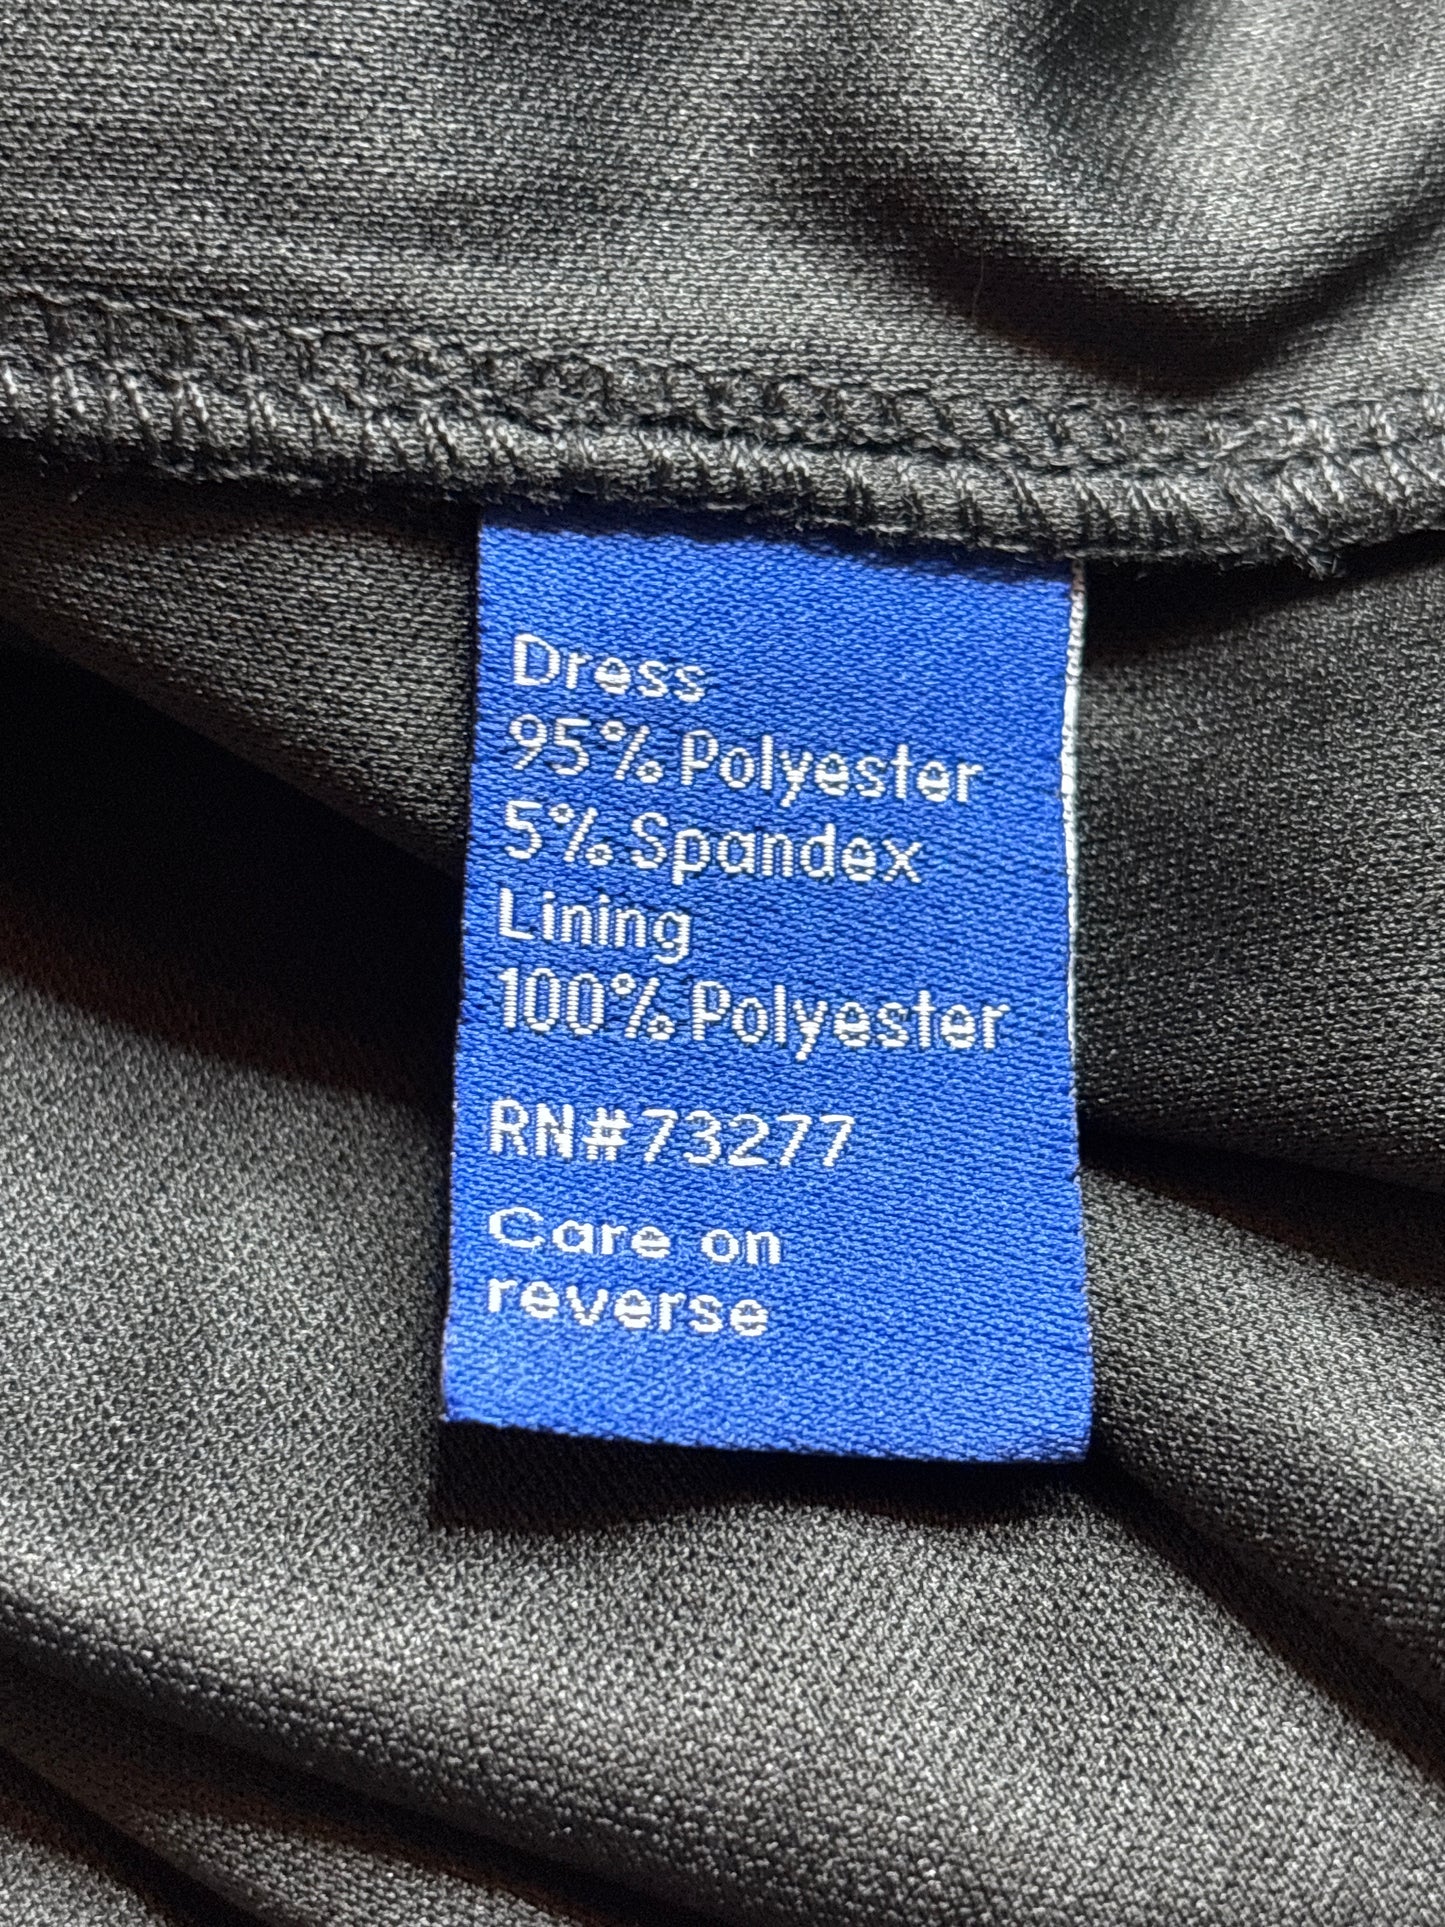 Dress
95% Polyester
5% Spandex
Lining
100% Polyester
RN#73277
Care on
reverse